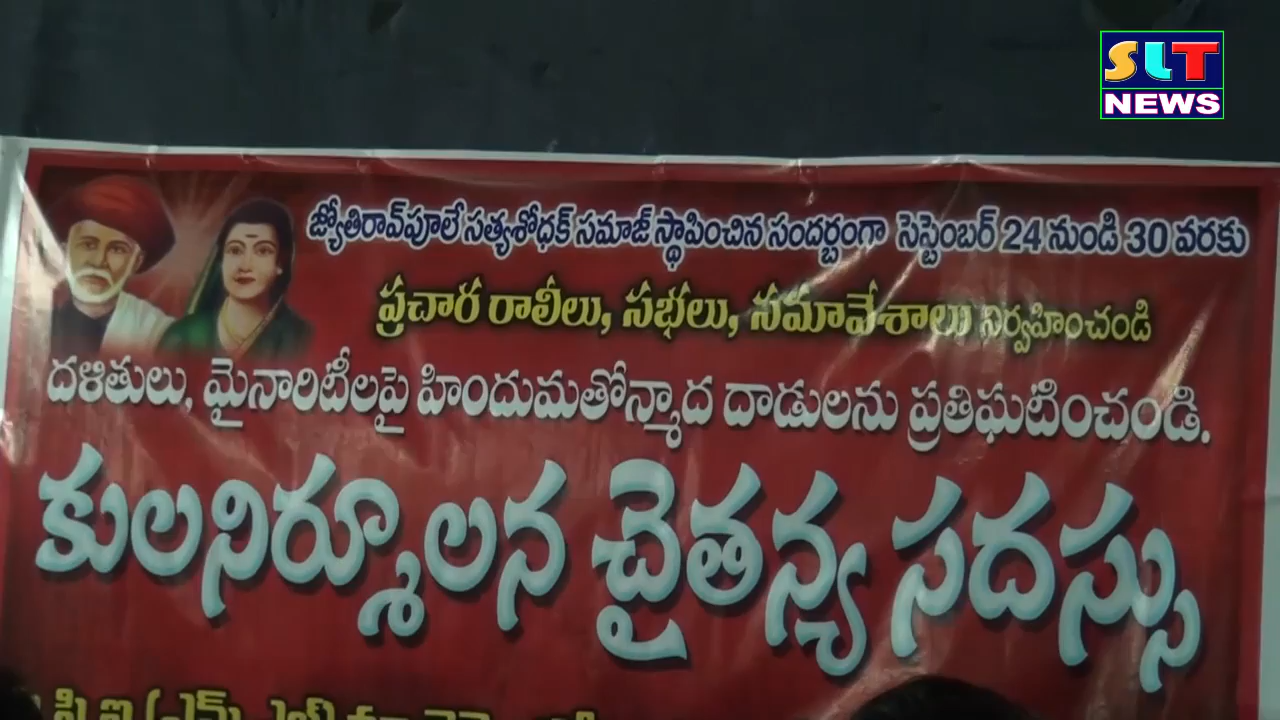 SLT
NEWS
జ్యోతిరావ్‌పూలే సత్యశోధక్ సమాజ్ స్థాపించిన సందర్భంగా సెప్టెంబర్ 24 నుండి 30 వరకు
ప్రచార రాలీలు, సభలు, సమావేశాలు నిర్వహించండి
దళితులు, మైనారిటీలపై హిందుమతోన్మాద దాడులను ప్రతిఘటించండి.
కులనిర్మూలన చైతన్య సదస్సు